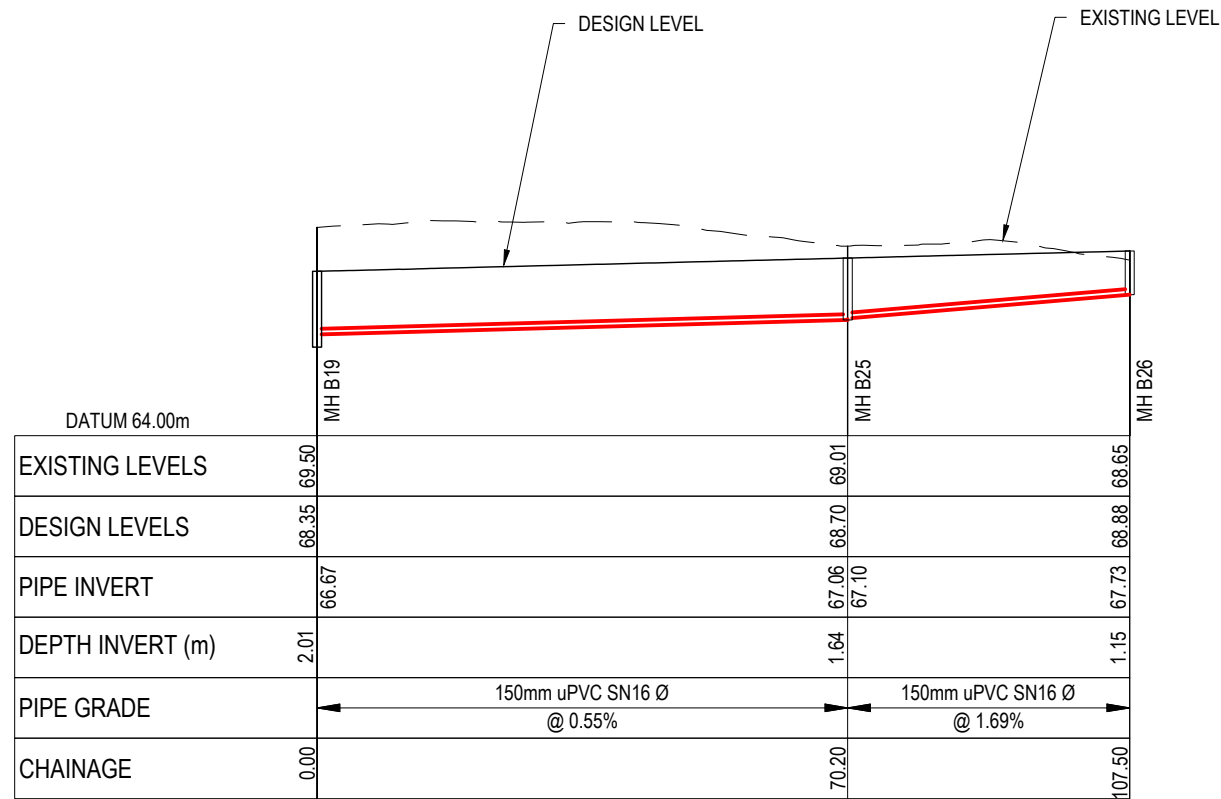 DESIGN LEVEL
EXISTING LEVEL
MH B19
MH B25
MH B26
DATUM 64.00m
EXISTING LEVELS 69.50 69.01 68.65
DESIGN LEVELS 68.35 68.70 68.88
PIPE INVERT 66.67 67.06 67.10 67.73
DEPTH INVERT (m) 2.01 1.64 1.15
PIPE GRADE
150mm uPVC SN16 Ø
@ 0.55%
150mm uPVC SN16 Ø
@ 1.69%
CHAINAGE 0.00 70.20 107.50